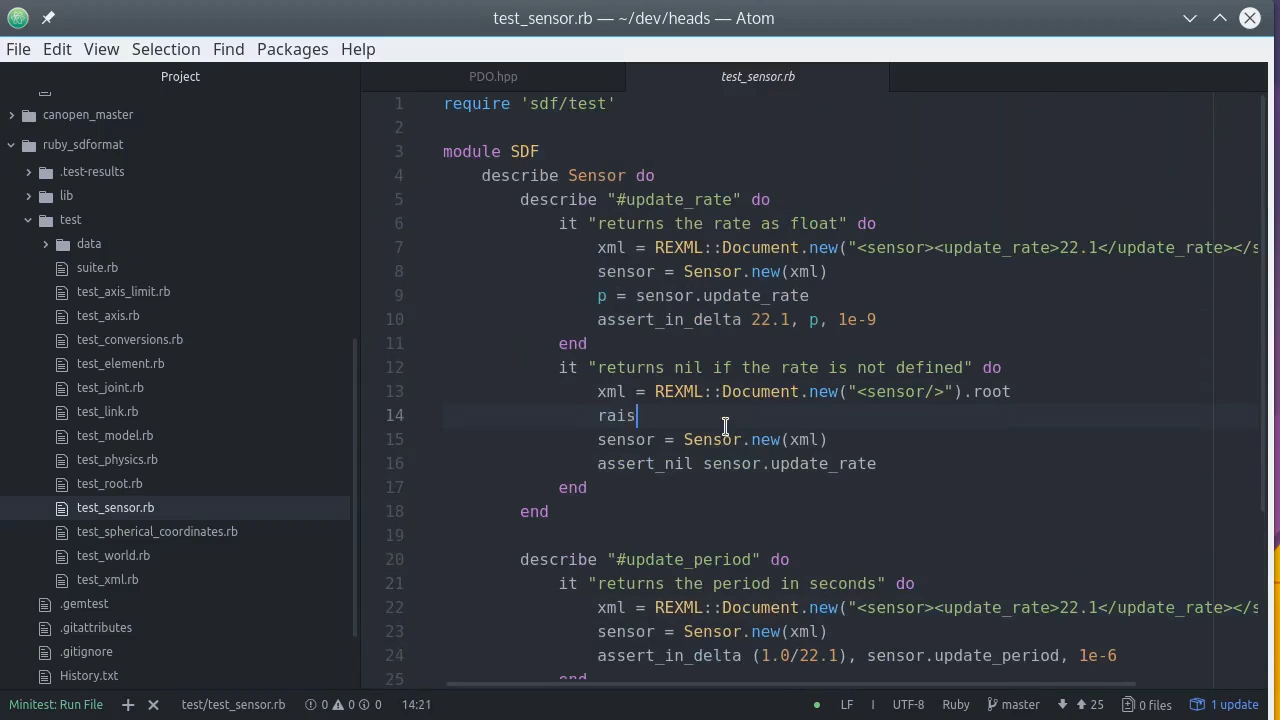 test_sensor.rb — ~/dev/heads — Atom
File Edit View Selection Find Packages Help
Project
PDO.hpp
test_sensor.rb
canopen_master
ruby_sdformat
.test-results
lib
test
data
suite.rb
test_axis_limit.rb
test_axis.rb
test_conversions.rb
test_element.rb
test_joint.rb
test_link.rb
test_model.rb
test_physics.rb
test_root.rb
test_sensor.rb
test_spherical_coordinates.rb
test_world.rb
test_xml.rb
.gemtest
.gitattributes
.gitignore
History.txt
1 require 'sdf/test'
2
3 module SDF
4 describe Sensor do
5 describe "#update_rate" do
6 it "returns the rate as float" do
7 xml = REXML::Document.new("<sensor><update_rate>22.1</update_rate></s
8 sensor = Sensor.new(xml)
9 p = sensor.update_rate
10 assert_in_delta 22.1, p, 1e-9
11 end
12 it "returns nil if the rate is not defined" do
13 xml = REXML::Document.new("<sensor/>").root
14 rais
15 sensor = Sensor.new(xml)
16 assert_nil sensor.update_rate
17 end
18 end
19
20 describe "#update_period" do
21 it "returns the period in seconds" do
22 xml = REXML::Document.new("<sensor><update_rate>22.1</update_rate></s
23 sensor = Sensor.new(xml)
24 assert_in_delta (1.0/22.1), sensor.update_period, 1e-6
25 end
Minitest: Run File + × test/test_sensor.rb 0 0 0 14:21 LF I UTF-8 Ruby master 25 0 files 1 update